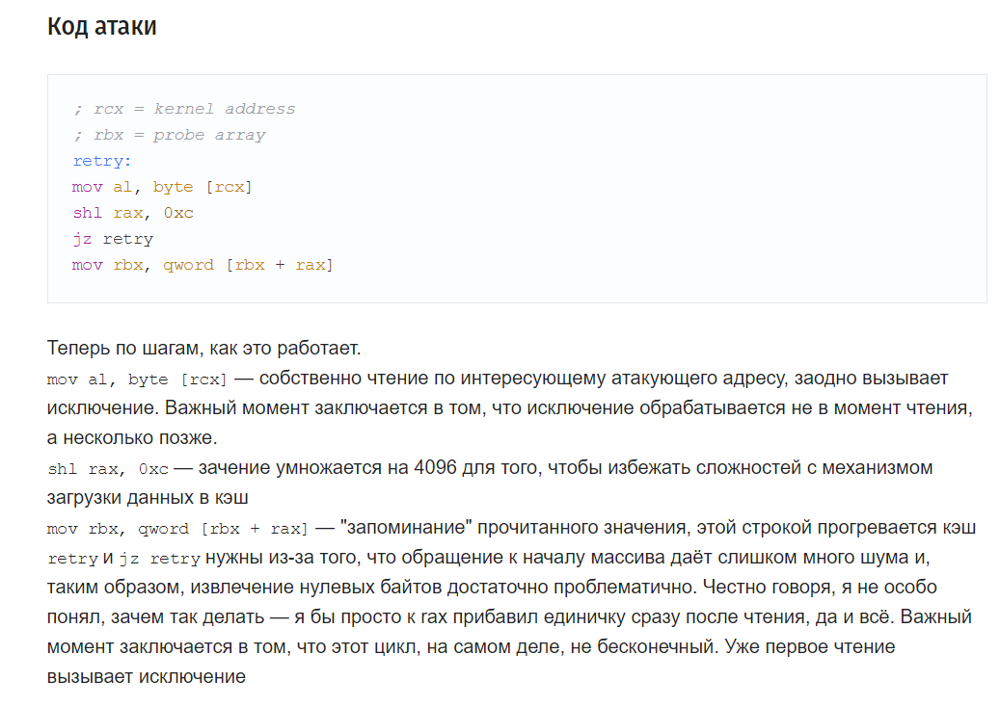 Код атаки
; rcx = kernel address
; rbx = probe array
retry:
mov al, byte [rcx]
shl rax, 0xc
jz retry
mov rbx, qword [rbx + rax]
Теперь по шагам, как это работает.
mov al, byte [rcx] — собственно чтение по интересующему атакующего адресу, заодно вызывает
исключение. Важный момент заключается в том, что исключение обрабатывается не в момент чтения,
а несколько позже.
shl rax, 0xc — зачение умножается на 4096 для того, чтобы избежать сложностей с механизмом
загрузки данных в кэш
mov rbx, qword [rbx + rax] — "запоминание" прочитанного значения, этой строкой прогревается кэш
retry и jz retry нужны из-за того, что обращение к началу массива даёт слишком много шума и,
таким образом, извлечение нулевых байтов достаточно проблематично. Честно говоря, я не особо
понял, зачем так делать — я бы просто к rax прибавил единичку сразу после чтения, да и всё. Важный
момент заключается в том, что этот цикл, на самом деле, не бесконечный. Уже первое чтение
вызывает исключение